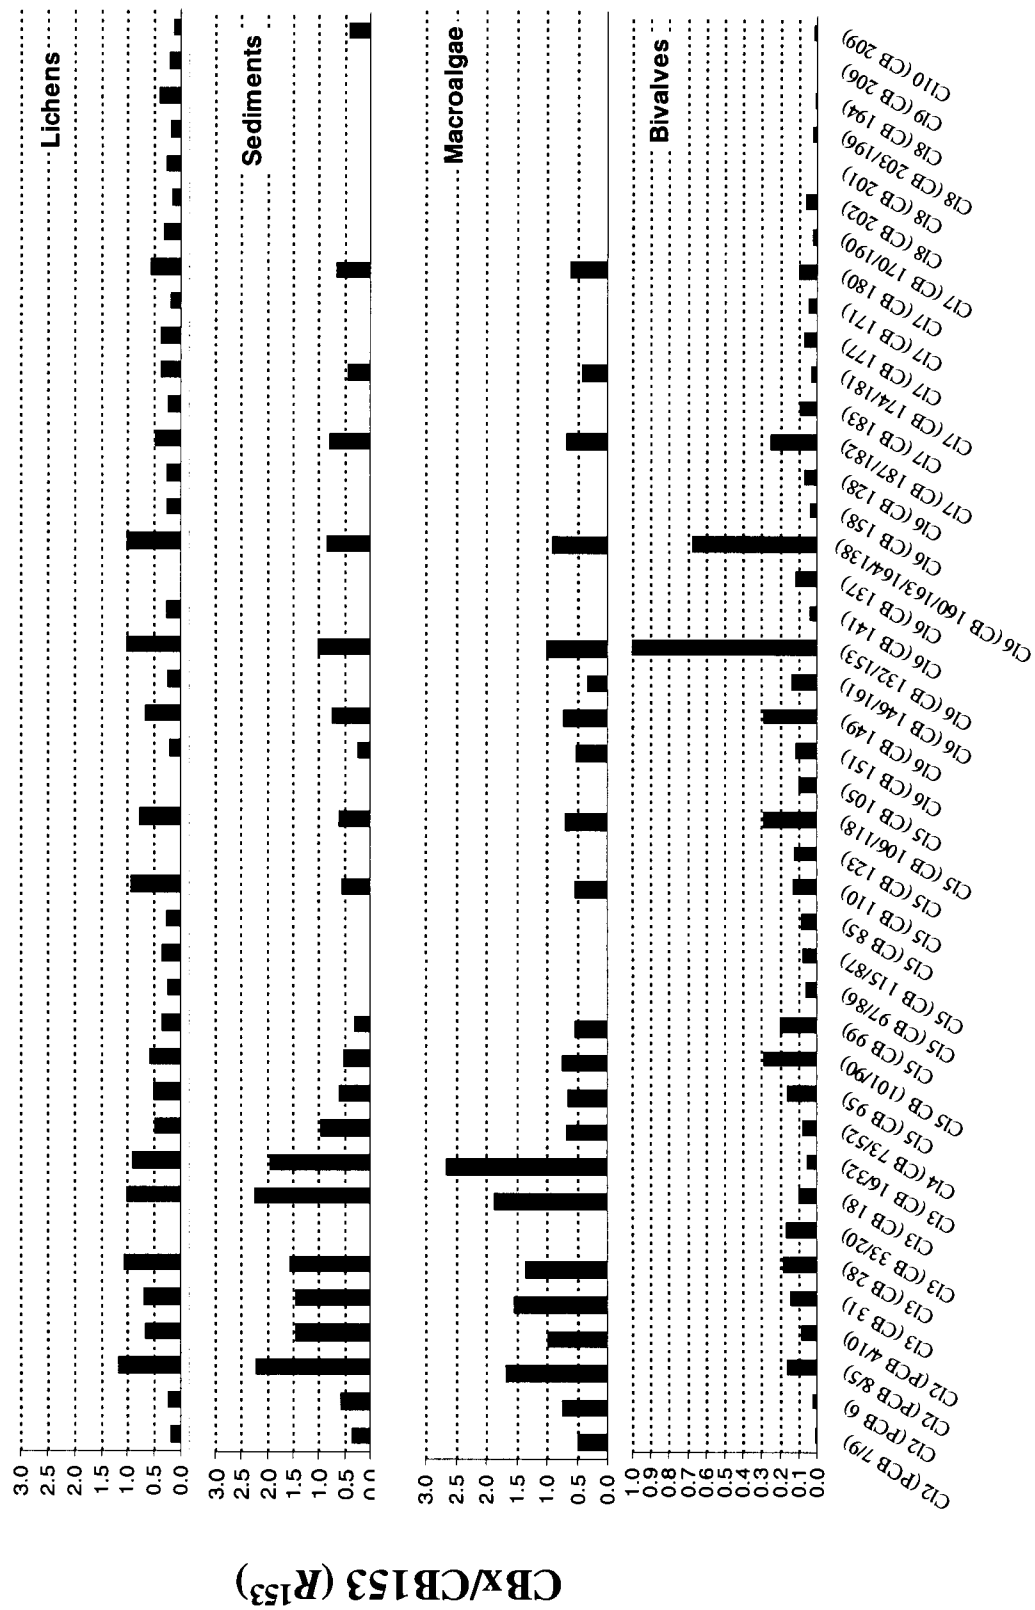 CBx/CB153 (R¹⁵³)
Lichens
3.0
2.5
2.0
1.5
1.0
0.5
0.0
Sediments
3.0
2.5
2.0
1.5
1.0
0.5
Macroalgae
3.0
2.5
2.0
1.5
1.0
0.5
0.0
Bivalves
1.0
0.9
0.8
0.7
0.6
0.5
0.4
0.3
0.2
0.1
0.0
Cl2 (PCB 7/9)
Cl2 (PCB 6)
Cl2 (PCB 8/5)
Cl2 (PCB 4/10)
Cl3 (CB 31)
Cl3 (CB 28)
Cl3 (CB 33/20)
Cl3 (CB 18)
Cl3 (CB 16/32)
Cl4 (CB 73/52)
Cl5 (CB 95)
Cl5 CB (101/90)
Cl5 (CB 99)
Cl5 (CB 97/86)
Cl5 (CB 115/87)
Cl5 (CB 85)
Cl5 (CB 110)
Cl5 (CB 123)
Cl5 (CB 106/118)
Cl5 (CB 105)
Cl6 (CB 151)
Cl6 (CB 149)
Cl6 (CB 146/161)
Cl6 (CB 132/153)
Cl6 (CB 141)
Cl6 (CB 137)
Cl6 (CB 160/163/164/138)
Cl6 (CB 158)
Cl6 (CB 128)
Cl7 (CB 187/182)
Cl7 (CB 183)
Cl7 (CB 174/181)
Cl7 (CB 177)
Cl7 (CB 171)
Cl7 (CB 180)
Cl7 (CB 170/190)
Cl8 (CB 202)
Cl8 (CB 201)
Cl8 (CB 203/196)
Cl8 (CB 194)
Cl9 (CB 206)
Cl10 (CB 209)